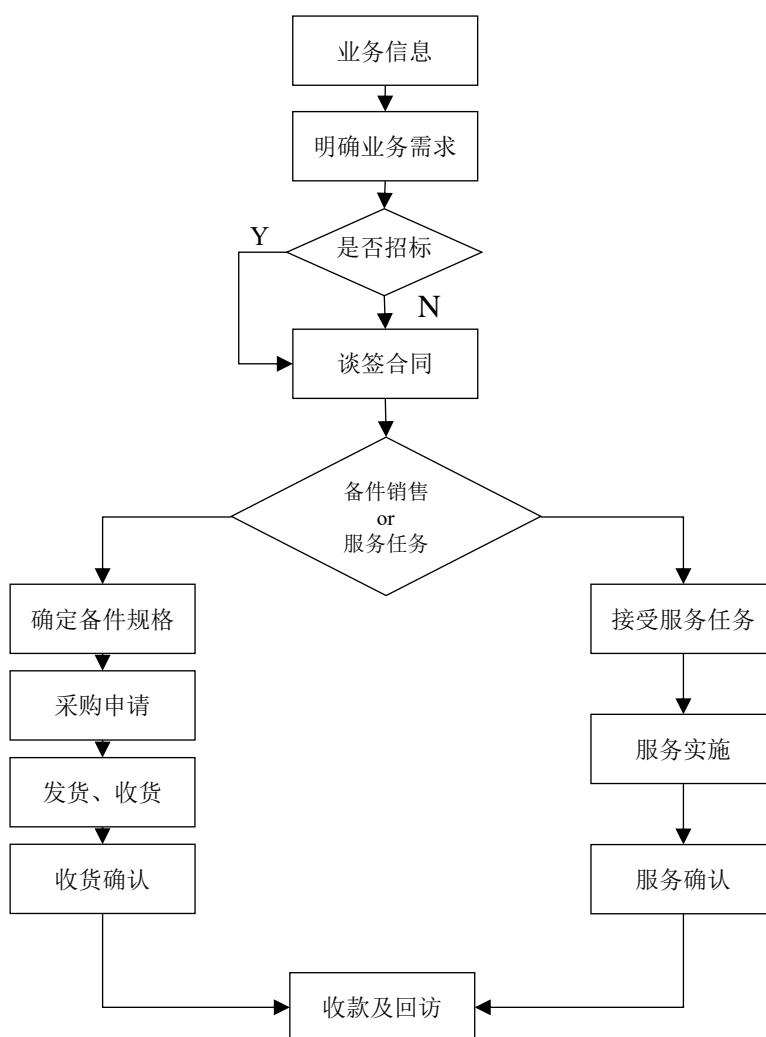 业务信息
明确业务需求
是否招标
Y
N
谈签合同
备件销售
or
服务任务
确定备件规格
接受服务任务
采购申请
服务实施
发货、收货
收货确认
服务确认
收款及回访